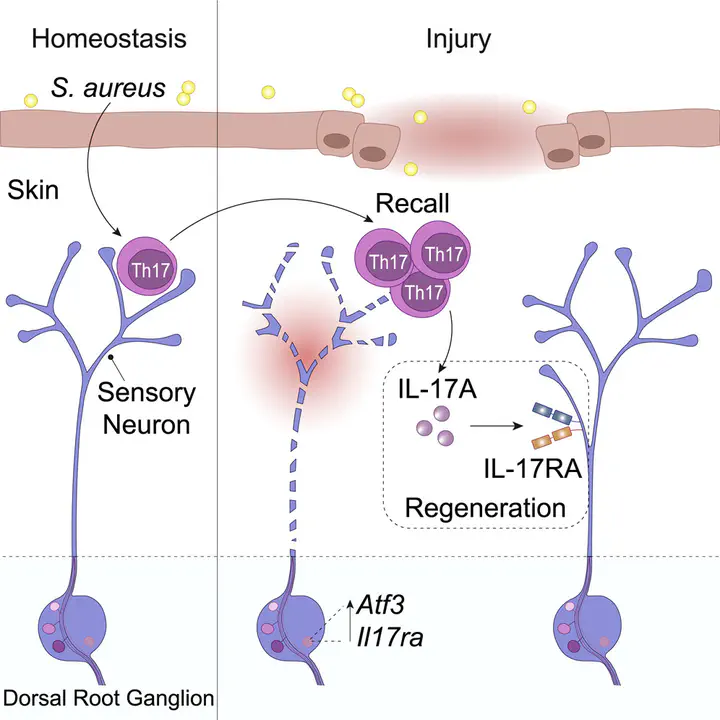 Homeostasis
Injury
S. aureus
Skin
Recall
Th17
Th17
Th17
Th17
Sensory
Neuron
IL-17A
IL-17RA
Regeneration
Atf3
Il17ra
Dorsal Root Ganglion